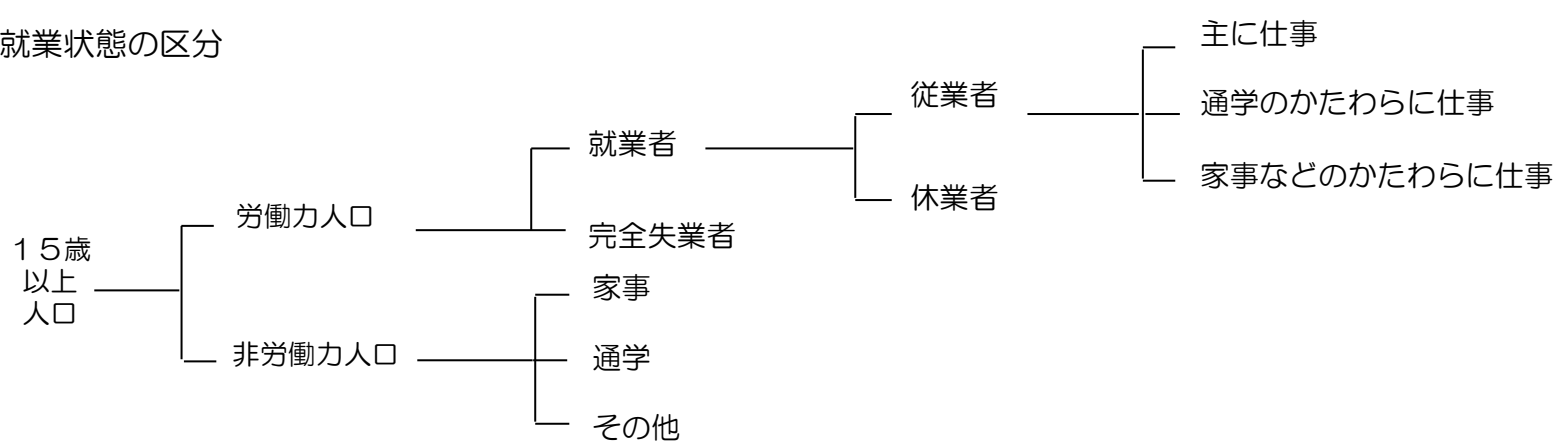 就業状態の区分
主に仕事
従業者
通学のかたわらに仕事
就業者
家事などのかたわらに仕事
休業者
労働力人口
完全失業者
１５歳
以上
人口
家事
非労働力人口
通学
その他